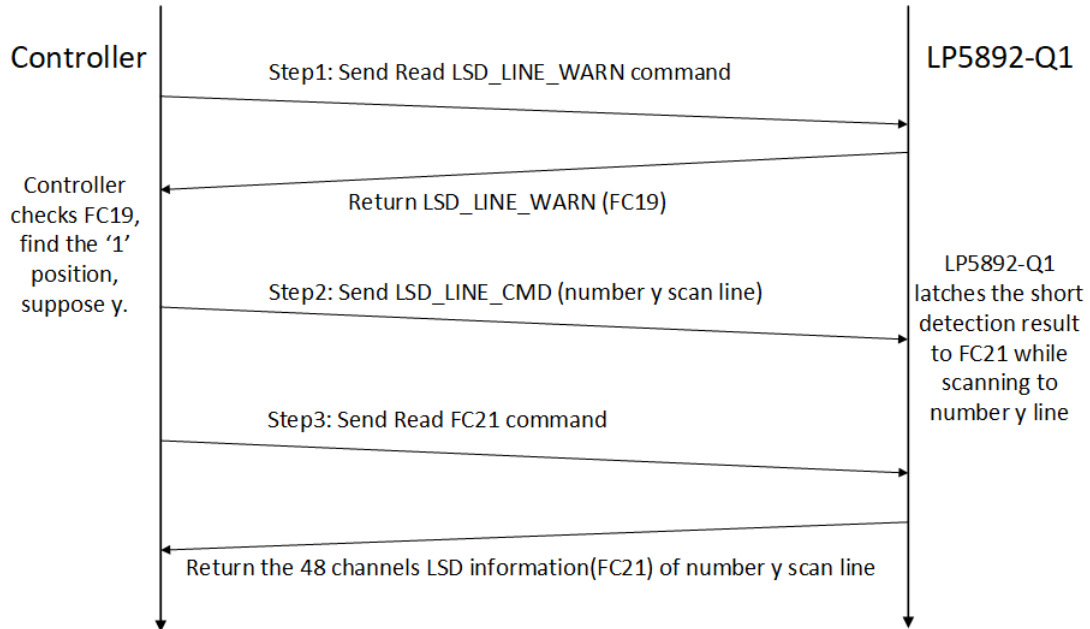 Controller
LP5892-Q1
Step1: Send Read LSD_LINE_WARN command
Controller
checks FC19,
find the ‘1’
position,
suppose y.
Return LSD_LINE_WARN (FC19)
Step2: Send LSD_LINE_CMD (number y scan line)
LP5892-Q1
latches the short
detection result
to FC21 while
scanning to
number y line
Step3: Send Read FC21 command
Return the 48 channels LSD information(FC21) of number y scan line